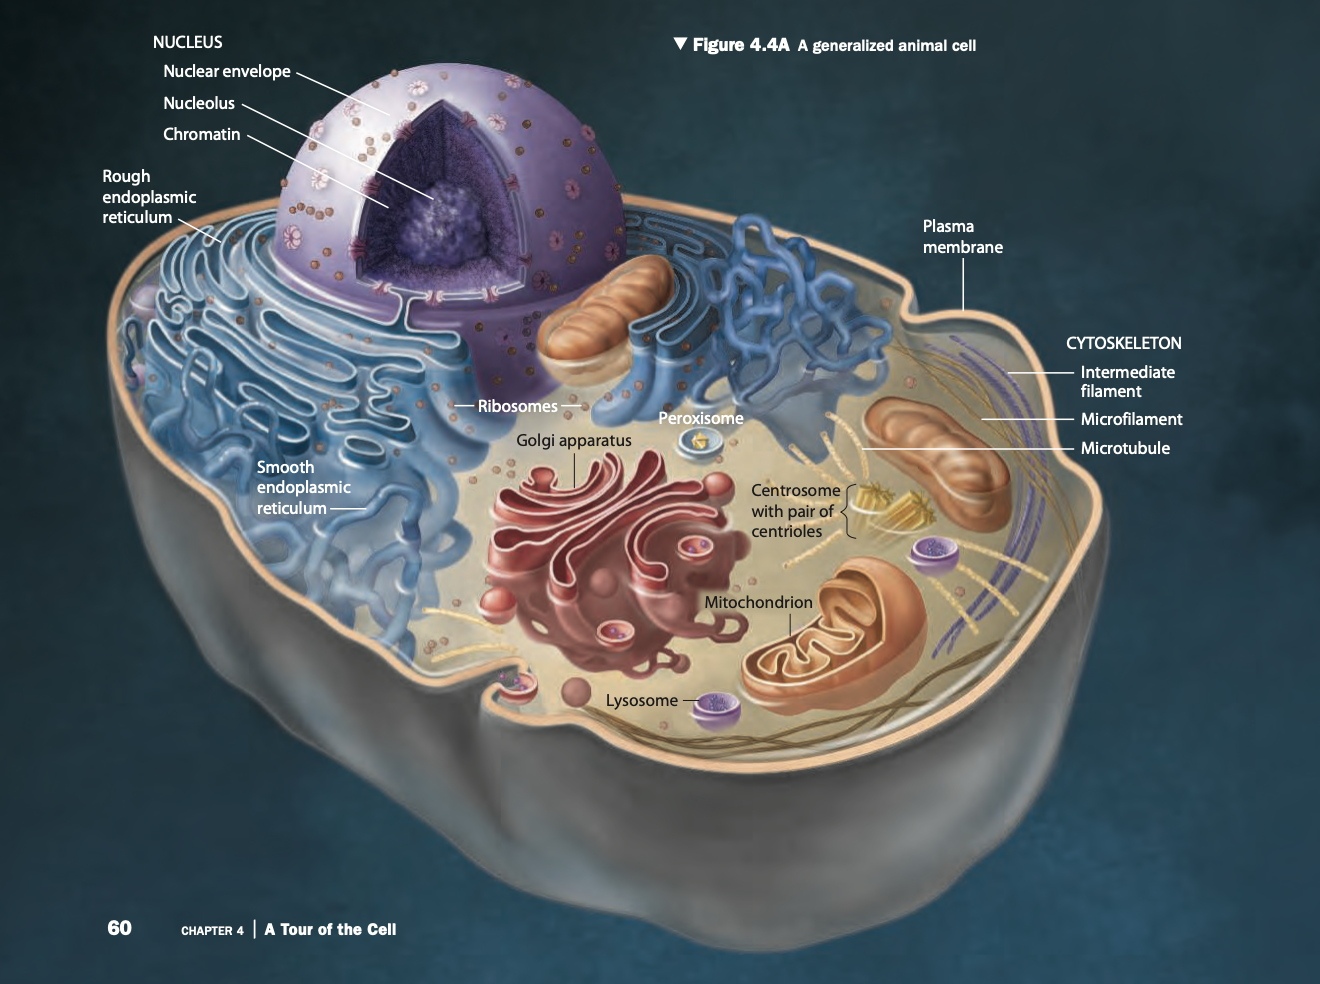 NUCLEUS
Nuclear envelope
Nucleolus
Chromatin
Rough
endoplasmic
reticulum
▼ Figure 4.4A A generalized animal cell
Plasma
membrane
CYTOSKELETON
Intermediate
filament
Microfilament
Microtubule
Ribosomes
Peroxisome
Golgi apparatus
Smooth
endoplasmic
reticulum
Centrosome
with pair of
centrioles
Mitochondrion
Lysosome
60 CHAPTER 4 | A Tour of the Cell